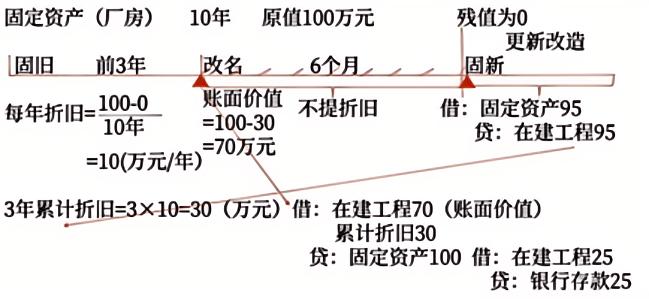 固定资产（厂房） 10年 原值100万元 残值为0
更新改造
固旧 前3年 改名 6个月 固新
每年折旧=100-0
10年
=10(万元/年)
账面价值
=100-30
=70万元
不提折旧
借：固定资产95
贷：在建工程95
3年累计折旧=3×10=30（万元）
借：在建工程70（账面价值）
累计折旧30
贷：固定资产100
借：在建工程25
贷：银行存款25